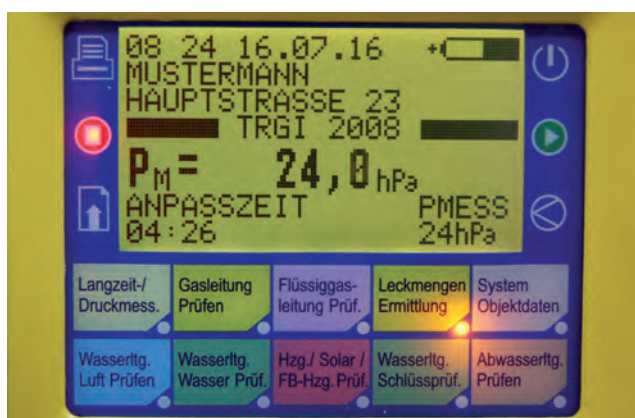 08 24 16.07.16
MUSTERMANN
HAUPTSTRASSE 23
TRGI 2008
PM= 24,0 hPa
ANPASSZEIT PMESS
04:26 24hPa
Langzeit-/
Druckmess.
Gasleitung
Prüfen
Flüssiggas-
leitung Prüf.
Leckmengen
Ermittlung
System
Objektdaten
Wasserltg.
Luft Prüfen
Wasserltg.
Wasser Prüf.
Hzg./ Solar /
FB-Hzg.Prüf.
Wasserltg.
Schlüssprüf.
Abwasserltg.
Prüfen